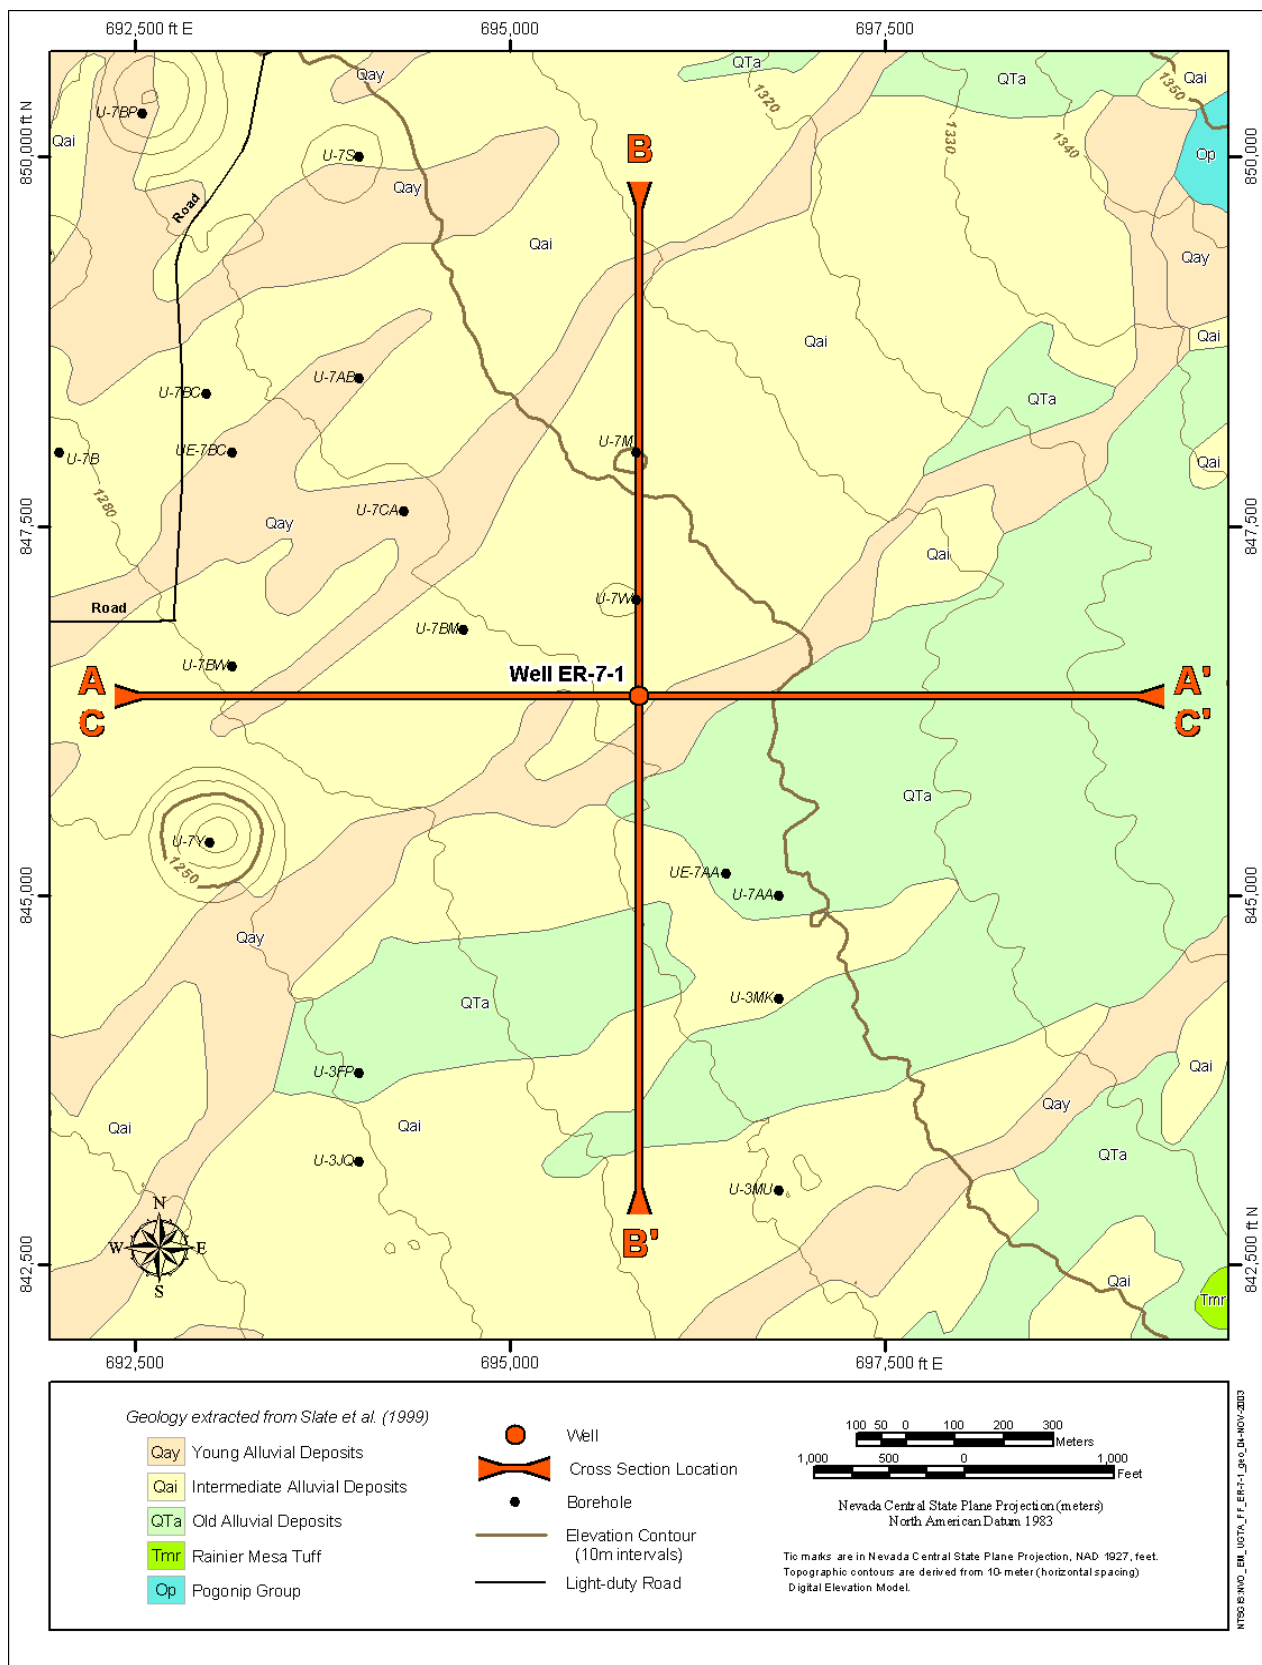 692,500 ft E
695,000
697,500
Qay
QTa
QTa
Qai
1350
1320
1330
1340
U-7BP
Qai
850,000 ft N
U-7S
B
Op
850,000
Qay
Road
Qai
Qay
Qai
Qai
U-7AB
U-7BC
QTa
U-7M
U-7B
UE-7BC
Qai
1280
U-7CA
Qay
847,500
847,500
Qai
Road
U-7W
U-7BM
U-7BW
Well ER-7-1
A
C
A'
C'
QTa
U-7Y
1250
UE-7AA
U-7AA
845,000
845,000
Qay
QTa
U-3MK
U-3FP
Qai
Qay
Qai
Qai
QTa
U-3JQ
U-3MU
N
W
E
S
B'
842,500
842,500 ft N
Qai
Tmr
692,500
695,000
697,500 ft E
Geology extracted from Slate et al. (1999)
Qay Young Alluvial Deposits
Qai Intermediate Alluvial Deposits
QTa Old Alluvial Deposits
Tmr Rainier Mesa Tuff
Op Pogonip Group
Well
Cross Section Location
Borehole
Elevation Contour
(10m intervals)
Light-duty Road
100 50 0 100 200 300
Meters
1,000 500 0 1,000
Feet
Nevada Central State Plane Projection (meters)
North American Datum 1983
Tic marks are in Nevada Central State Plane Projection, NAD 1927, feet.
Topographic contours are derived from 10-meter (horizontal spacing)
Digital Elevation Model.